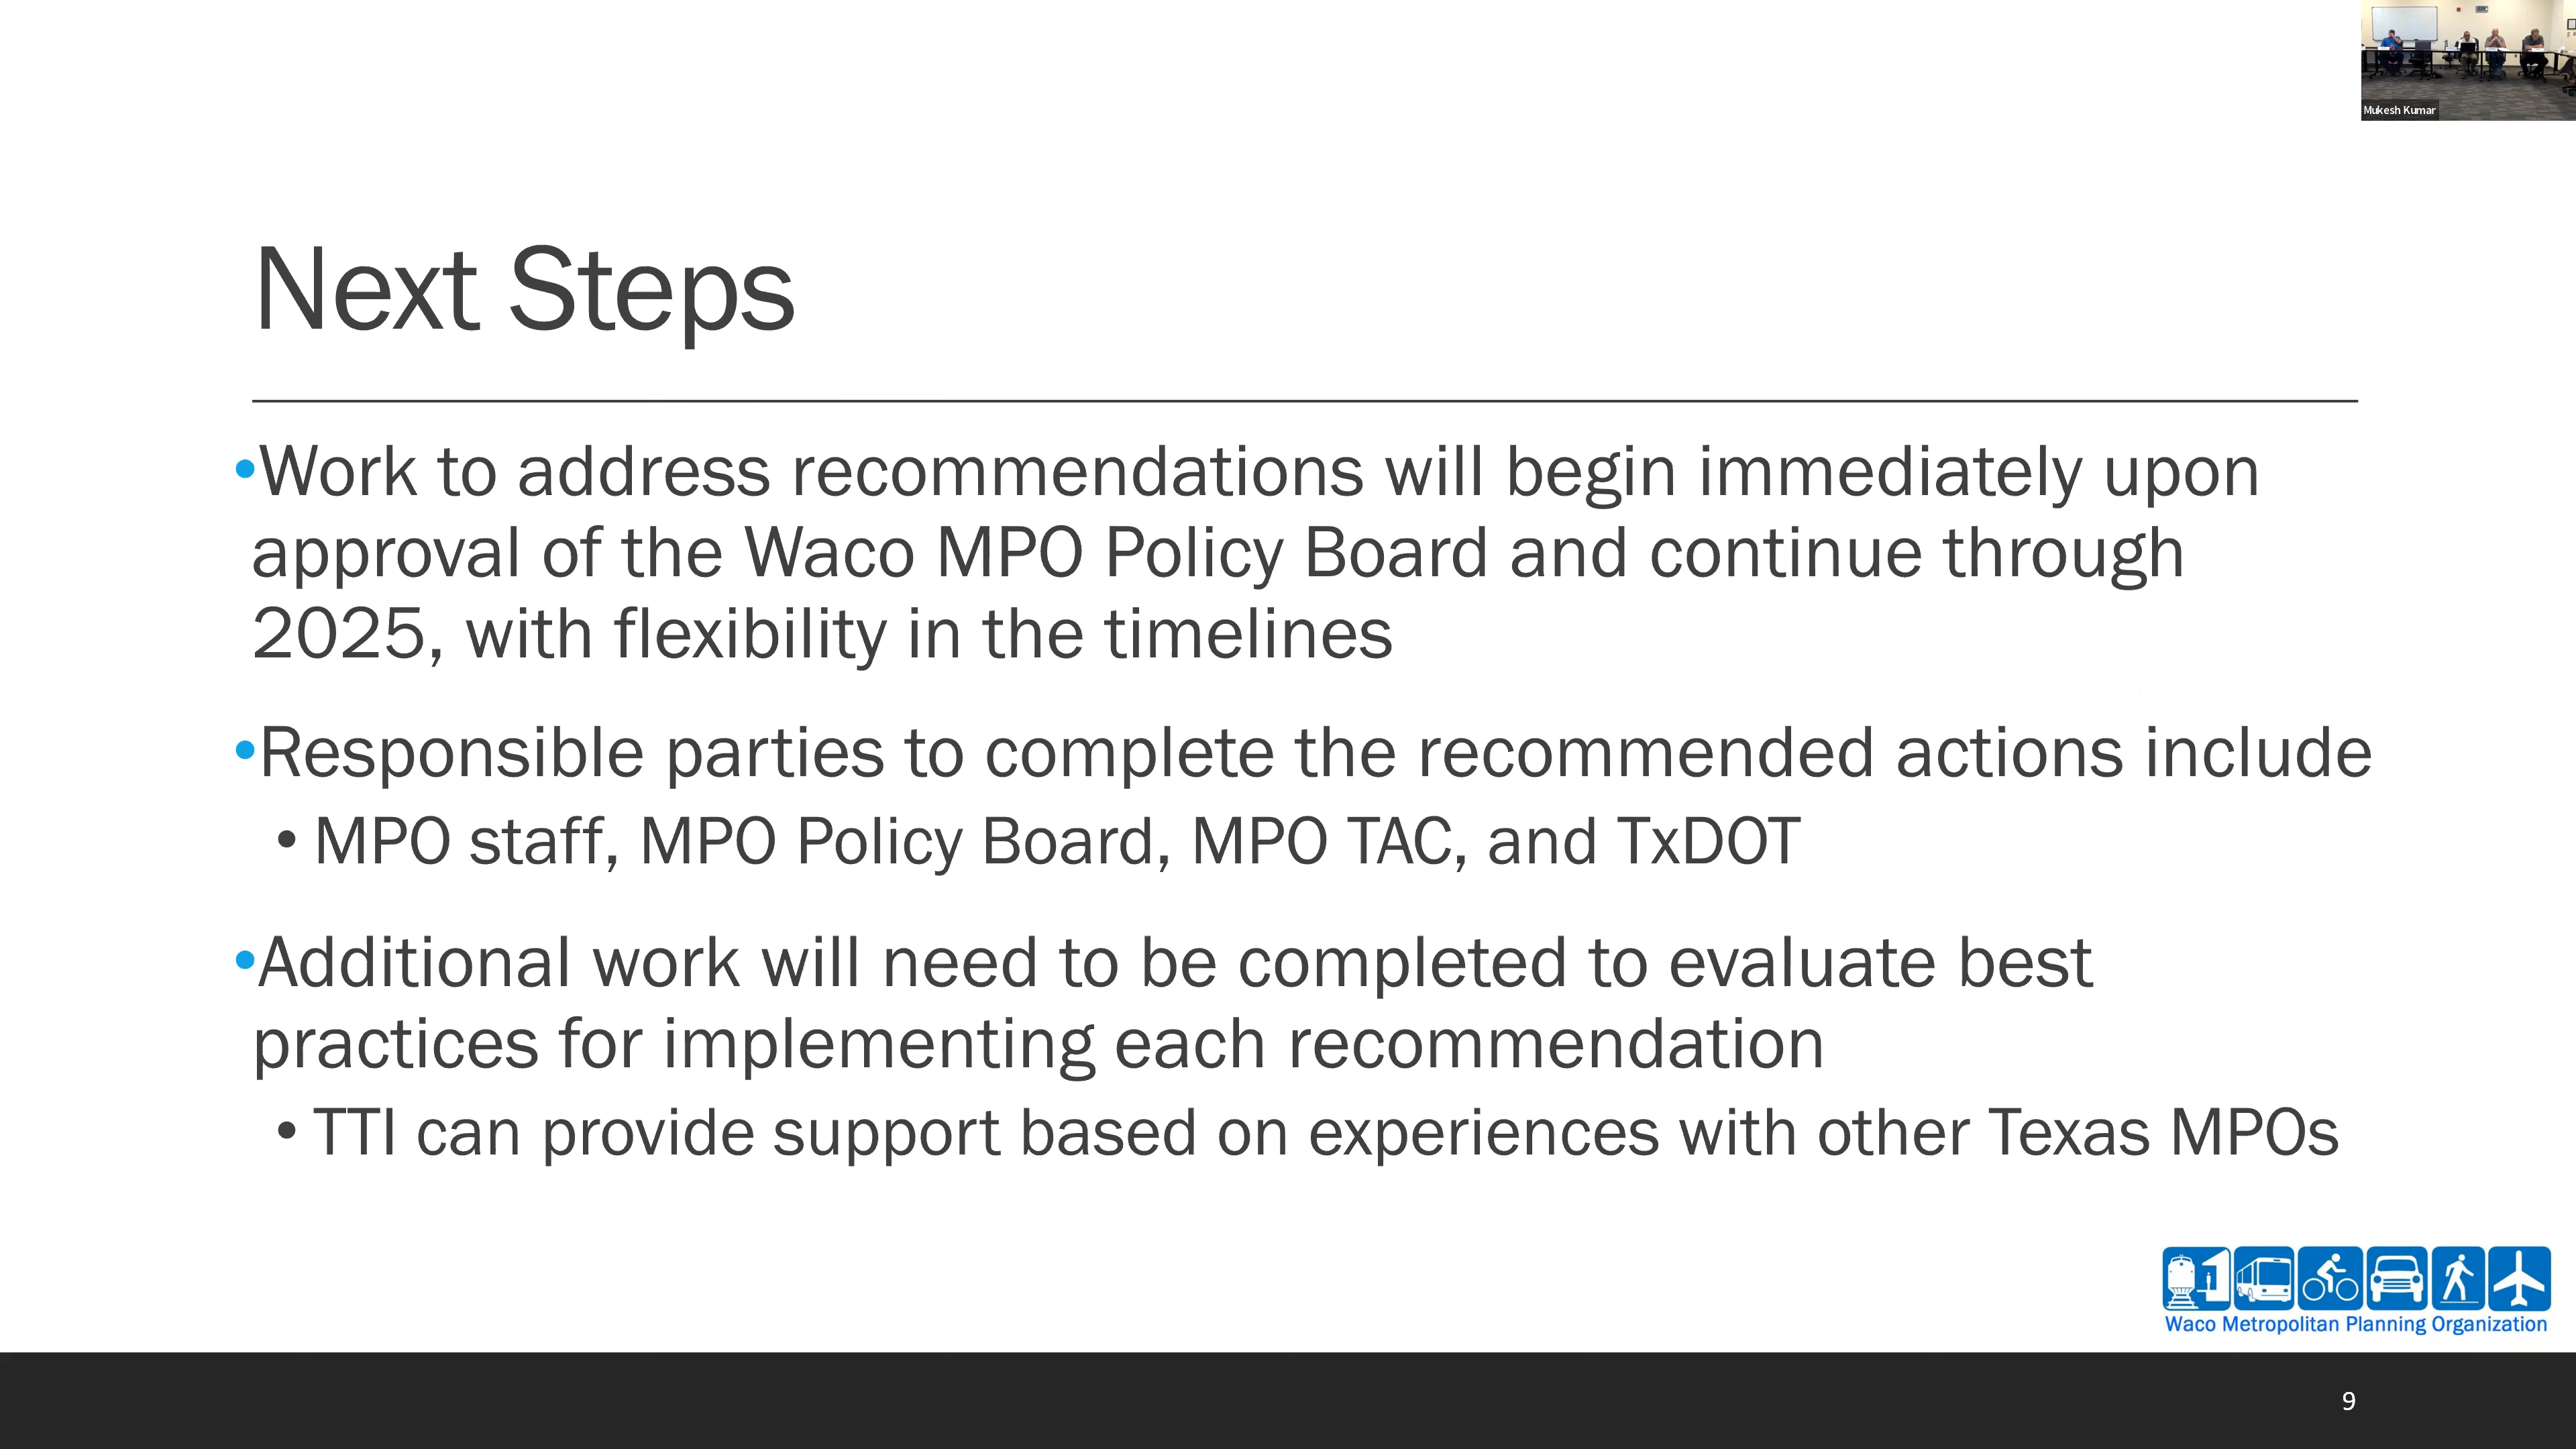 Mukesh Kumar
Next Steps
•Work to address recommendations will begin immediately upon
approval of the Waco MPO Policy Board and continue through
2025, with flexibility in the timelines
•Responsible parties to complete the recommended actions include
• MPO staff, MPO Policy Board, MPO TAC, and TxDOT
•Additional work will need to be completed to evaluate best
practices for implementing each recommendation
• TTI can provide support based on experiences with other Texas MPOs
Waco Metropolitan Planning Organization
9